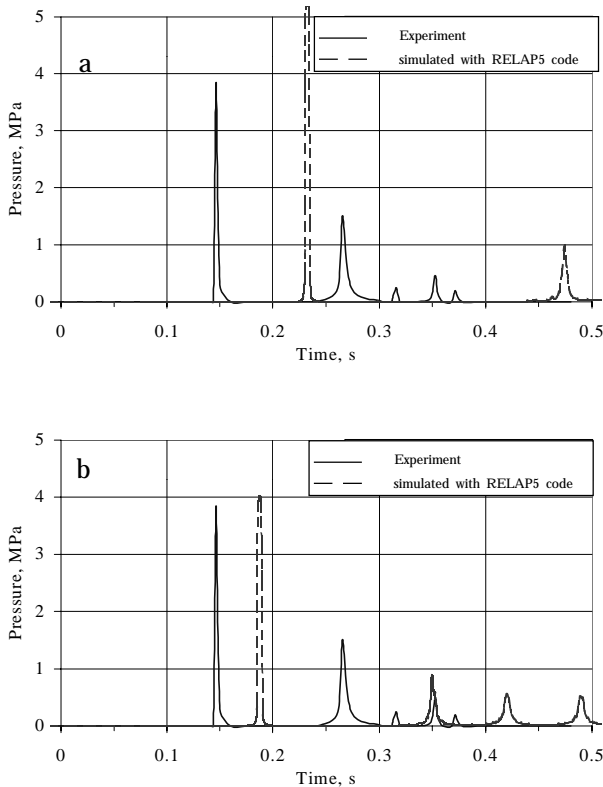 5
Experiment
simulated with RELAP5 code
a
4
3
2
1
0
Pressure, MPa
0 0.1 0.2 0.3 0.4 0.5
Time, s
5
Experiment
simulated with RELAP5 code
b
4
3
2
1
0
Pressure, MPa
0 0.1 0.2 0.3 0.4 0.5
Time, s